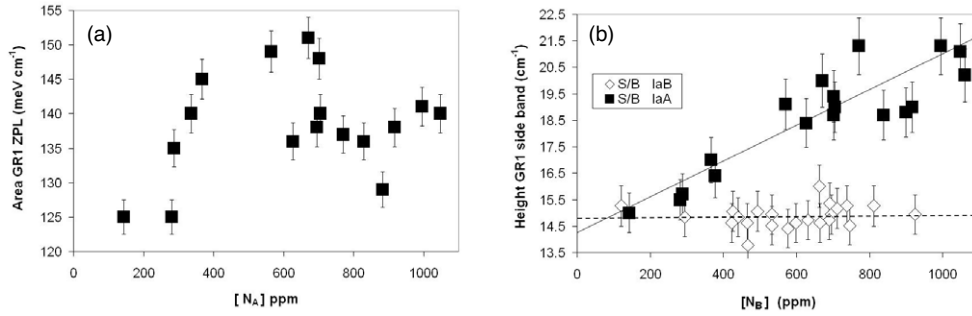 (a)
Area GR1 ZPL (meV cm⁻¹)
160
155
150
145
140
135
130
125
120
0 200 400 600 800 1000
[ N_A ] ppm
(b)
Height GR1 side band (cm⁻¹)
22.5
21.5
20.5
19.5
18.5
17.5
16.5
15.5
14.5
13.5
S/B IaB
S/B IaA
0 200 400 600 800 1000
[N_B] (ppm)